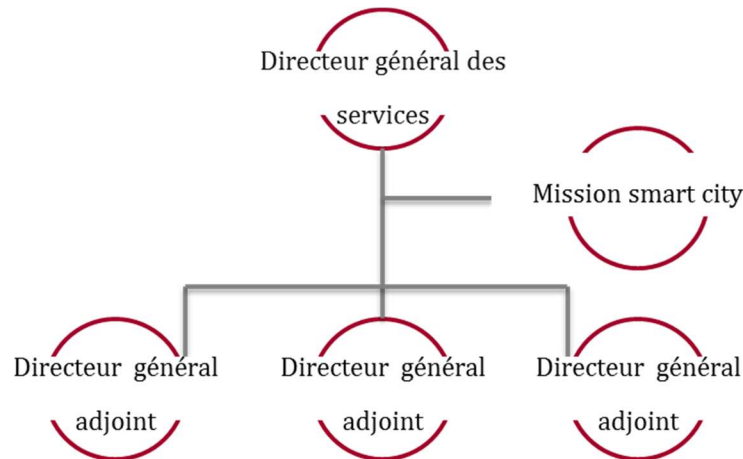 Directeur général des
services
Mission smart city
Directeur général
adjoint
Directeur général
adjoint
Directeur général
adjoint